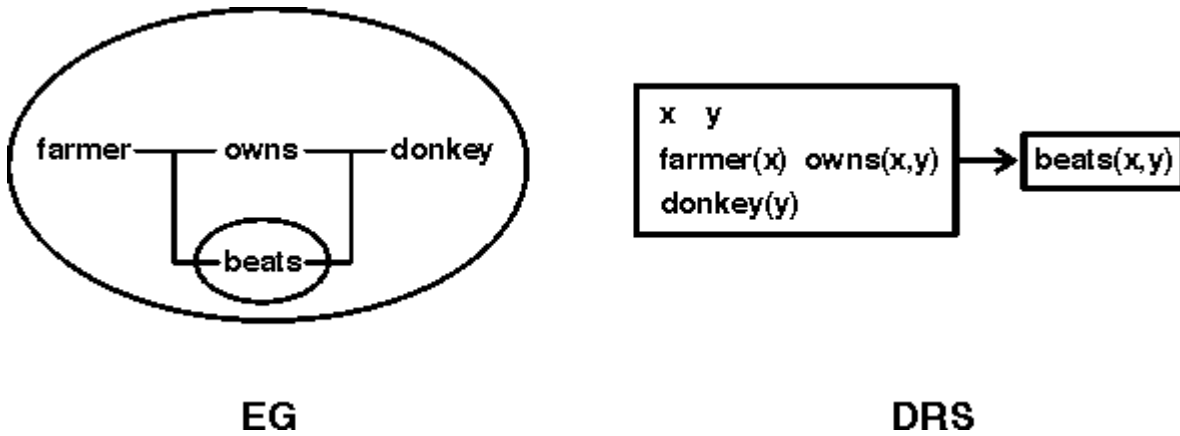 farmer owns donkey
beats
EG
x y
farmer(x) owns(x,y)
donkey(y)
beats(x,y)
DRS